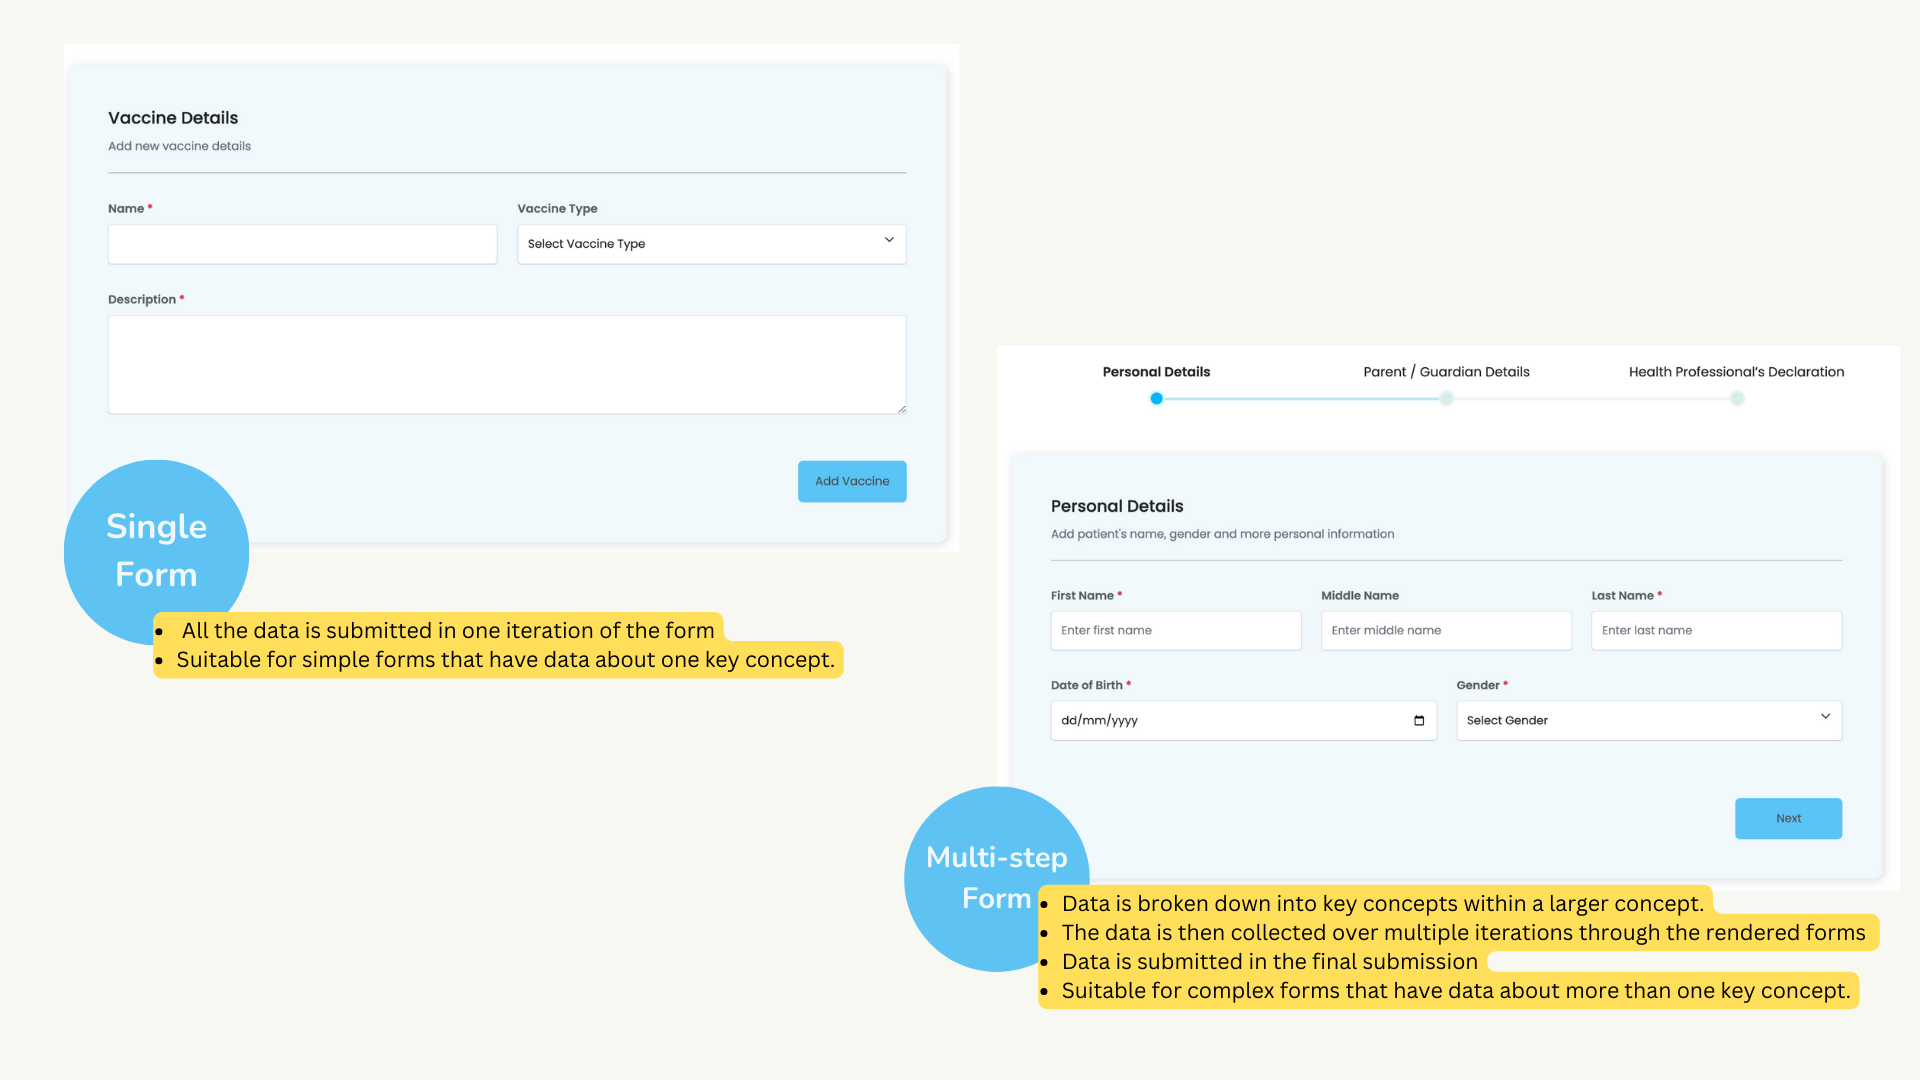 Vaccine Details
Add new vaccine details
Name *
Vaccine Type
Select Vaccine Type
Description *
Add Vaccine
Single
Form
• All the data is submitted in one iteration of the form
• Suitable for simple forms that have data about one key concept.
Personal Details
Parent / Guardian Details
Health Professional's Declaration
Personal Details
Add patient's name, gender and more personal information
First Name *
Middle Name
Last Name *
Enter first name
Enter middle name
Enter last name
Date of Birth *
Gender *
dd/mm/yyyy
Select Gender
Next
Multi-step
Form
• Data is broken down into key concepts within a larger concept.
• The data is then collected over multiple iterations through the rendered forms
• Data is submitted in the final submission
• Suitable for complex forms that have data about more than one key concept.